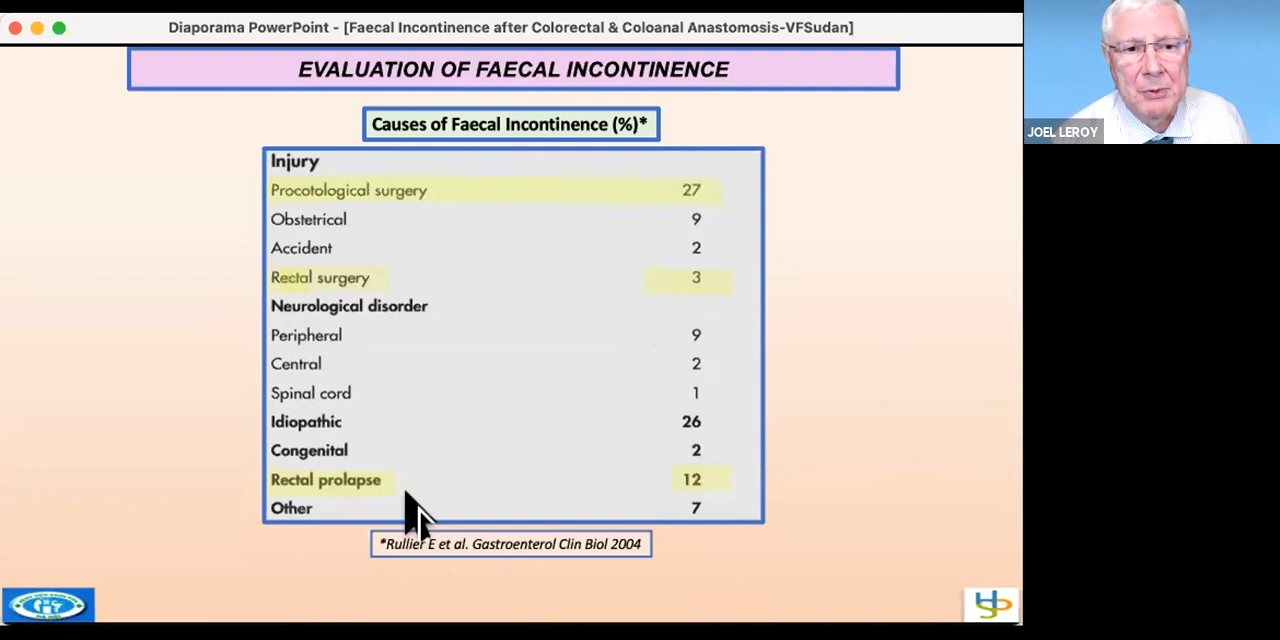 Diaporama PowerPoint - [Faecal Incontinence after Colorectal & Coloanal Anastomosis-VFSudan]
EVALUATION OF FAECAL INCONTINENCE
JOEL LEROY
Causes of Faecal Incontinence (%)*
Injury
Procotological surgery 27
Obstetrical 9
Accident 2
Rectal surgery 3
Neurological disorder
Peripheral 9
Central 2
Spinal cord 1
Idiopathic 26
Congenital 2
Rectal prolapse 12
Other 7
*Rullier E et al. Gastroenterol Clin Biol 2004